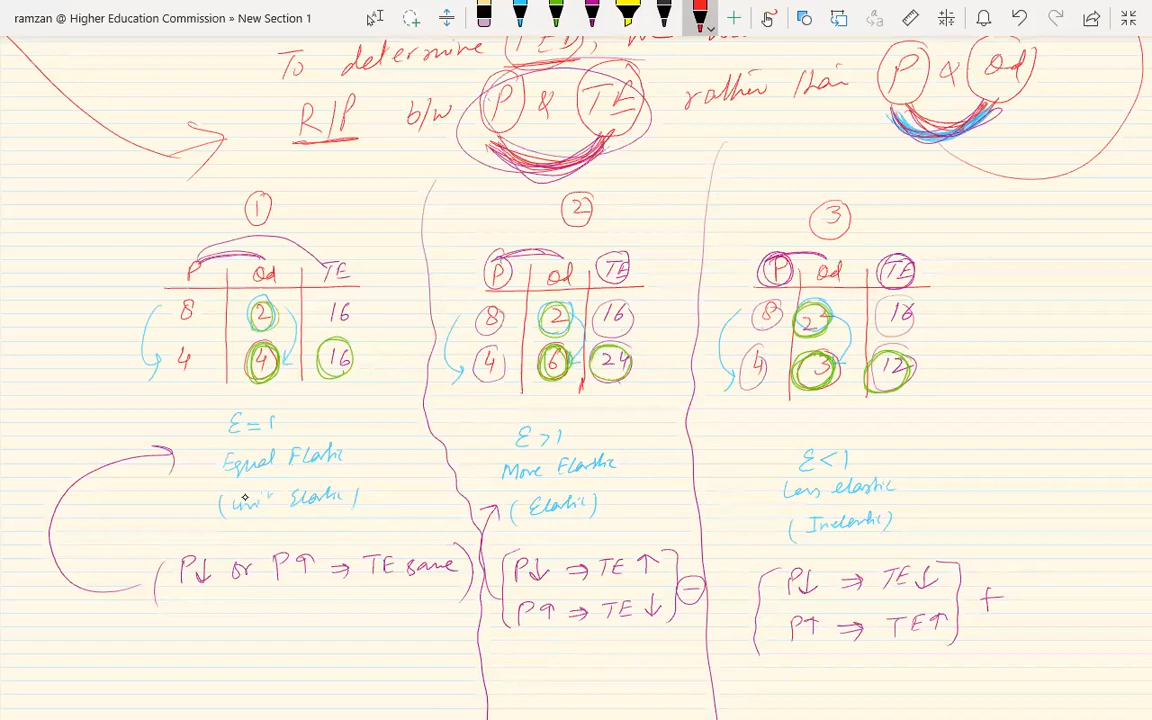 ramzan @ Higher Education Commission » New Section 1
To determine (PED),
R/P b/w P & TE rather than P & Qd
1
P Qd TE
8 2 16
4 4 16
E = 1
Equal Elastic
(Unit Elastic)
(P↓ or P↑ ⇒ TE same)
2
P Qd TE
8 2 16
4 6 24
E > 1
More Elastic
(Elastic)
P↓ ⇒ TE ↑
P↑ ⇒ TE ↓
−
3
P Qd TE
8 2 16
4 3 12
E < 1
Less elastic
(Inelastic)
P↓ ⇒ TE↓
P↑ ⇒ TE↑
+